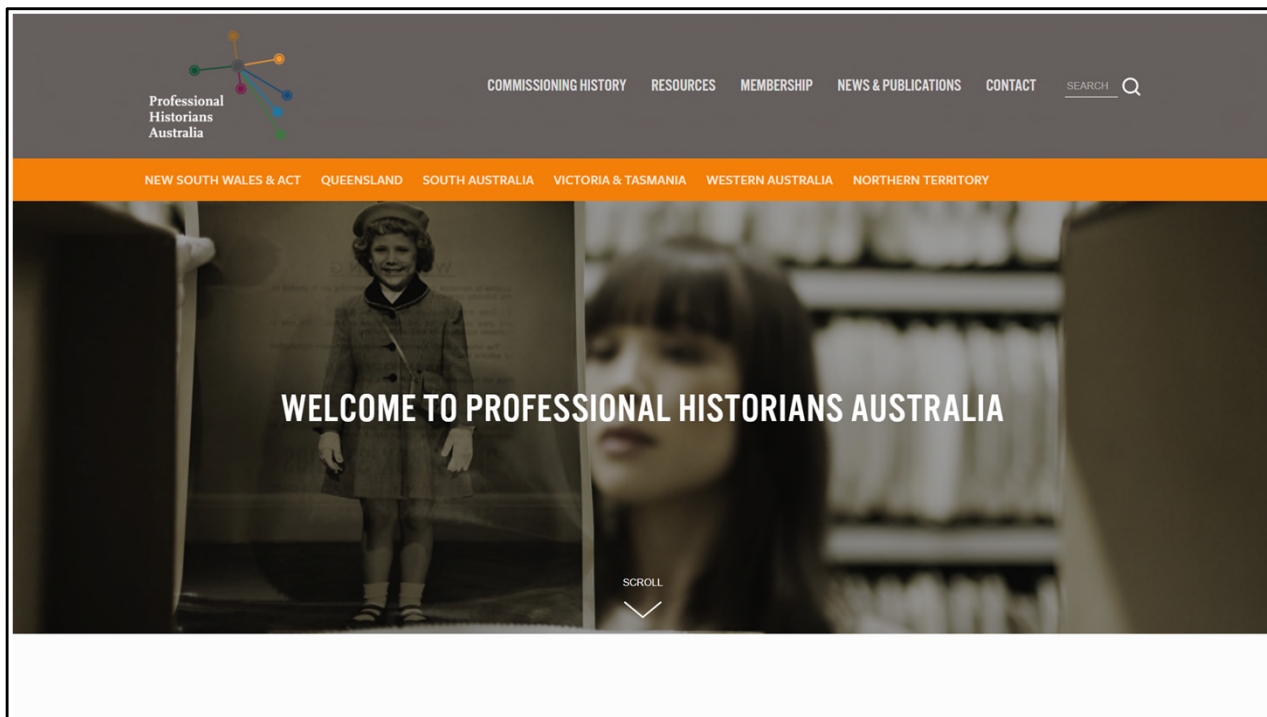 Professional
Historians
Australia
COMMISSIONING HISTORY RESOURCES MEMBERSHIP NEWS & PUBLICATIONS CONTACT SEARCH
NEW SOUTH WALES & ACT QUEENSLAND SOUTH AUSTRALIA VICTORIA & TASMANIA WESTERN AUSTRALIA NORTHERN TERRITORY
WELCOME TO PROFESSIONAL HISTORIANS AUSTRALIA
SCROLL